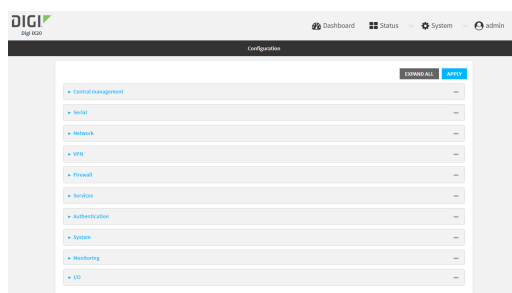 DIGI
Digi IX20
Dashboard
Status
System
admin
Configuration
EXPAND ALL
APPLY
Central management
Serial
Network
VPN
Firewall
Services
Authentication
System
Monitoring
I/O